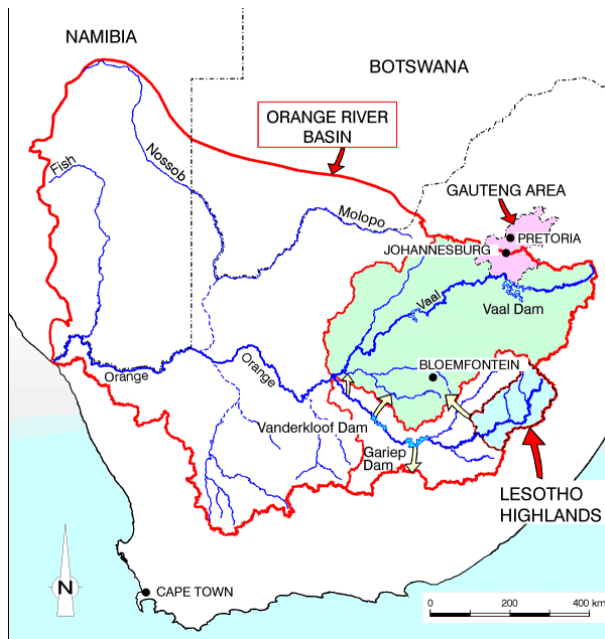 NAMIBIA
BOTSWANA
ORANGE RIVER
BASIN
Fish
Nossob
GAUTENG AREA
Molopo
PRETORIA
JOHANNESBURG
Vaal
Vaal Dam
BLOEMFONTEIN
Orange
Orange
Vanderkloof Dam
Gariep
Dam
LESOTHO
HIGHLANDS
N
CAPE TOWN
0 200 400 km